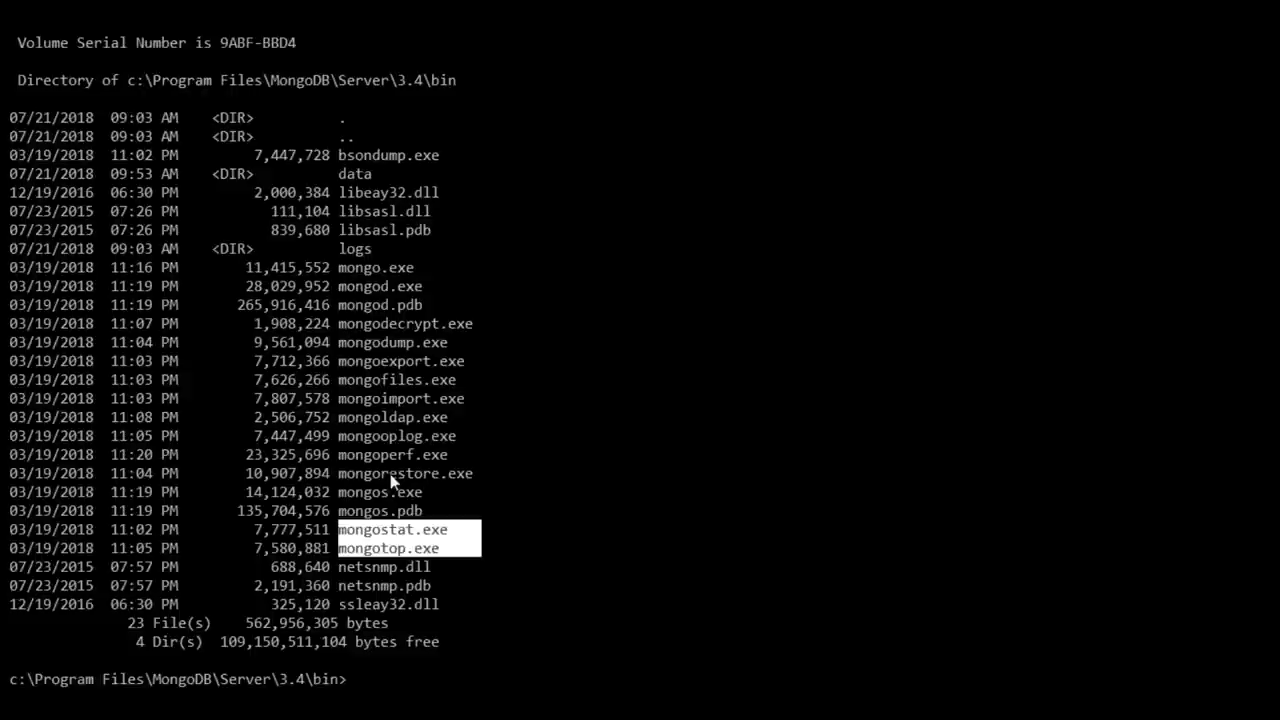 Volume Serial Number is 9ABF-BBD4
Directory of c:\Program Files\MongoDB\Server\3.4\bin
07/21/2018  09:03 AM    <DIR>          .
07/21/2018  09:03 AM    <DIR>          ..
03/19/2018  11:02 PM         7,447,728 bsondump.exe
07/21/2018  09:53 AM    <DIR>          data
12/19/2016  06:30 PM         2,000,384 libeay32.dll
07/23/2015  07:26 PM           111,104 libsasl.dll
07/23/2015  07:26 PM           839,680 libsasl.pdb
07/21/2018  09:03 AM    <DIR>          logs
03/19/2018  11:16 PM        11,415,552 mongo.exe
03/19/2018  11:19 PM        28,029,952 mongod.exe
03/19/2018  11:19 PM       265,916,416 mongod.pdb
03/19/2018  11:07 PM         1,908,224 mongodecrypt.exe
03/19/2018  11:04 PM         9,561,094 mongodump.exe
03/19/2018  11:03 PM         7,712,366 mongoexport.exe
03/19/2018  11:03 PM         7,626,266 mongofiles.exe
03/19/2018  11:03 PM         7,807,578 mongoimport.exe
03/19/2018  11:08 PM         2,506,752 mongoldap.exe
03/19/2018  11:05 PM         7,447,499 mongooplog.exe
03/19/2018  11:20 PM        23,325,696 mongoperf.exe
03/19/2018  11:04 PM        10,907,894 mongorestore.exe
03/19/2018  11:19 PM        14,124,032 mongos.exe
03/19/2018  11:19 PM       135,704,576 mongos.pdb
03/19/2018  11:02 PM         7,777,511 mongostat.exe
03/19/2018  11:05 PM         7,580,881 mongotop.exe
07/23/2015  07:57 PM           688,640 netsnmp.dll
07/23/2015  07:57 PM         2,191,360 netsnmp.pdb
12/19/2016  06:30 PM           325,120 ssleay32.dll
23 File(s)    562,956,305 bytes
4 Dir(s)  109,150,511,104 bytes free
c:\Program Files\MongoDB\Server\3.4\bin>